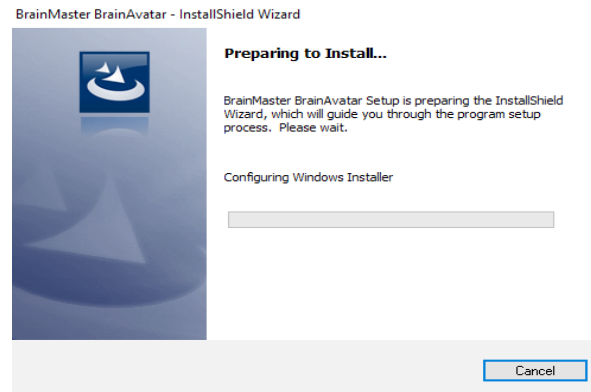 BrainMaster BrainAvatar - InstallShield Wizard
Preparing to Install...
BrainMaster BrainAvatar Setup is preparing the InstallShield
Wizard, which will guide you through the program setup
process. Please wait.
Configuring Windows Installer
Cancel